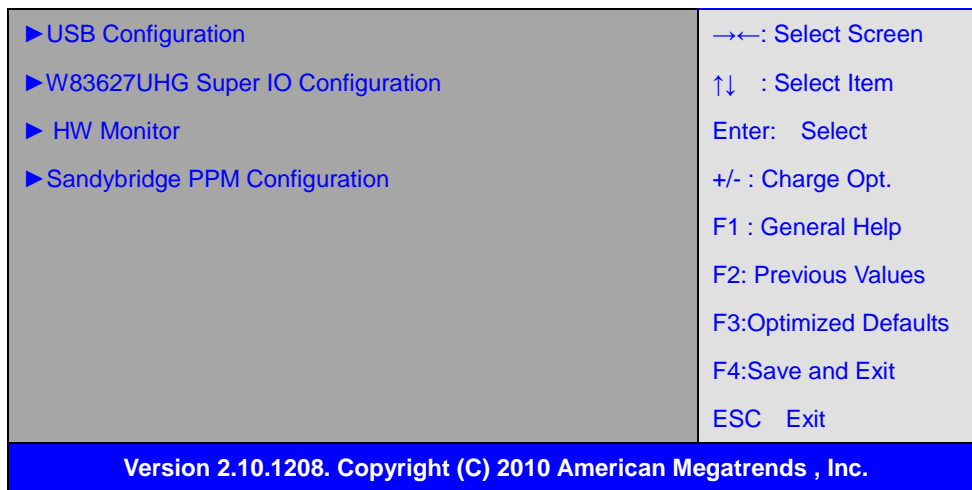 ►USB Configuration
►W83627UHG Super IO Configuration
► HW Monitor
►Sandybridge PPM Configuration
→←: Select Screen
↑↓ : Select Item
Enter: Select
+/- : Charge Opt.
F1 : General Help
F2: Previous Values
F3:Optimized Defaults
F4:Save and Exit
ESC Exit
Version 2.10.1208. Copyright (C) 2010 American Megatrends , Inc.